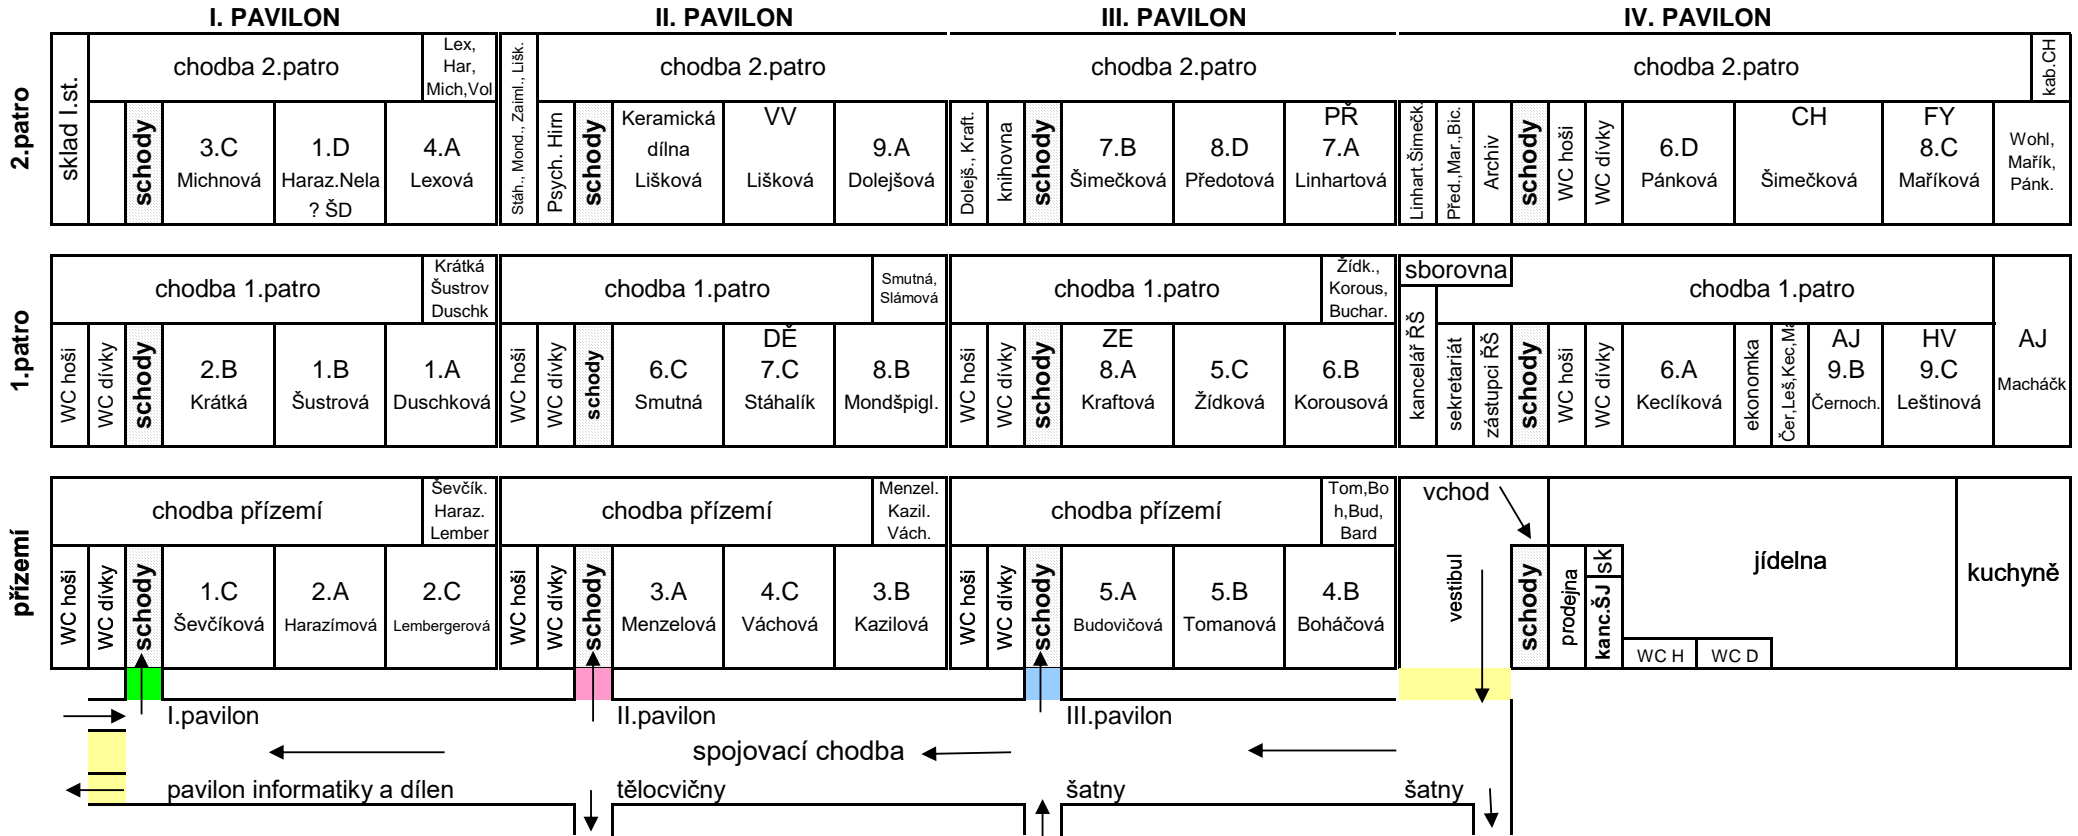 I. PAVILON
II. PAVILON
III. PAVILON
IV. PAVILON
2.patro
sklad I.st.
chodba 2.patro
Lex,
Har,
Mich,Vol
schody
3.C
Michnová
1.D
Haraz.Nela
? ŠD
4.A
Lexová
Stáh., Mond., Zaiml., Lišk.
chodba 2.patro
Psych. Hirn
schody
Keramická
dílna
Lišková
VV
Lišková
9.A
Dolejšová
chodba 2.patro
Dolejš., Kraft.
knihovna
schody
7.B
Šimečková
8.D
Předotová
PŘ
7.A
Linhartová
chodba 2.patro
kab.CH
Linhart.Šimečk.
Před.,Mar.,Bic.
Archiv
schody
WC hoši
WC dívky
6.D
Pánková
CH
Šimečková
FY
8.C
Maříková
Wohl,
Mařík,
Pánk.
1.patro
chodba 1.patro
Krátká
Šustrov
Duschk
WC hoši
WC dívky
schody
2.B
Krátká
1.B
Šustrová
1.A
Duschková
chodba 1.patro
Smutná,
Slámová
WC hoši
WC dívky
schody
6.C
Smutná
DĚ
7.C
Stáhalík
8.B
Mondšpigl.
chodba 1.patro
Žídk.,
Korous,
Buchar.
WC hoši
WC dívky
schody
ZE
8.A
Kraftová
5.C
Žídková
6.B
Korousová
sborovna
chodba 1.patro
kancelář ŘŠ
sekretariát
zástupci ŘŠ
schody
WC hoši
WC dívky
6.A
Keclíková
ekonomka
Čer,Leš,Kec,Ma
AJ
9.B
Černoch.
HV
9.C
Leštinová
AJ
Macháčk
přízemí
chodba přízemí
Ševčík.
Haraz.
Lember
WC hoši
WC dívky
schody
1.C
Ševčíková
2.A
Harazímová
2.C
Lembergerová
chodba přízemí
Menzel.
Kazil.
Vách.
WC hoši
WC dívky
schody
3.A
Menzelová
4.C
Váchová
3.B
Kazilová
chodba přízemí
Tom,Bo
h,Bud,
Bard
WC hoši
WC dívky
schody
5.A
Budovičová
5.B
Tomanová
4.B
Boháčová
vchod
vestibul
schody
prodejna
kanc.ŠJ
SK
WC H
WC D
jídelna
kuchyně
I.pavilon
II.pavilon
III.pavilon
spojovací chodba
pavilon informatiky a dílen
tělocvičny
šatny
šatny